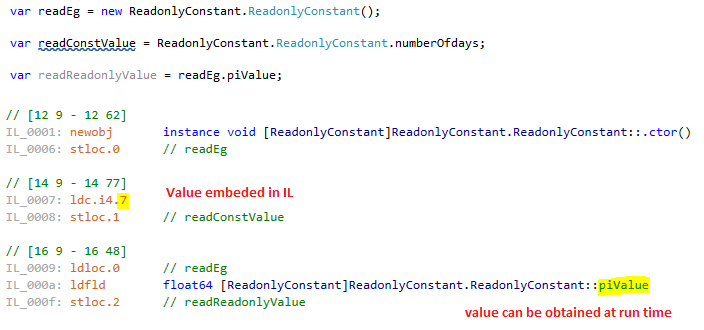 var readEg = new ReadonlyConstant.ReadonlyConstant();
var readConstValue = ReadonlyConstant.ReadonlyConstant.numberOfdays;
var readReadonlyValue = readEg.piValue;
// [12 9 - 12 62]
IL_0001: newobj instance void [ReadonlyConstant]ReadonlyConstant.ReadonlyConstant::.ctor()
IL_0006: stloc.0 // readEg
// [14 9 - 14 77]
IL_0007: ldc.i4.7 Value embeded in IL
IL_0008: stloc.1 // readConstValue
// [16 9 - 16 48]
IL_0009: ldloc.0 // readEg
IL_000a: ldfld float64 [ReadonlyConstant]ReadonlyConstant.ReadonlyConstant::piValue
IL_000f: stloc.2 // readReadonlyValue
value can be obtained at run time